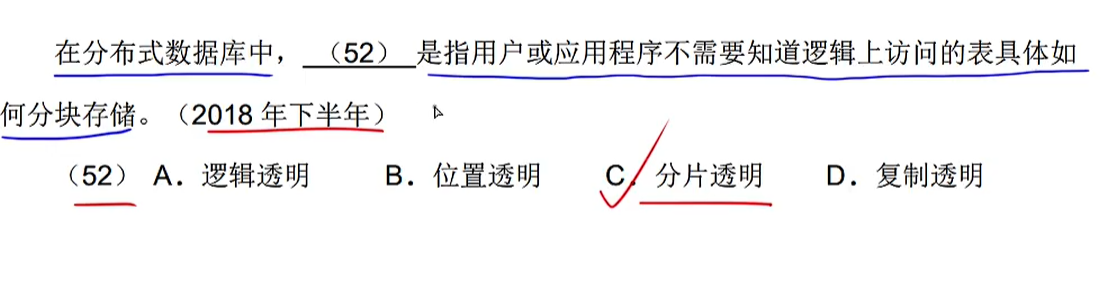 在分布式数据库中，（52）是指用户或应用程序不需要知道逻辑上访问的表具体如
何分块存储。（2018 年下半年）
（52） A．逻辑透明 B．位置透明 C．分片透明 D．复制透明